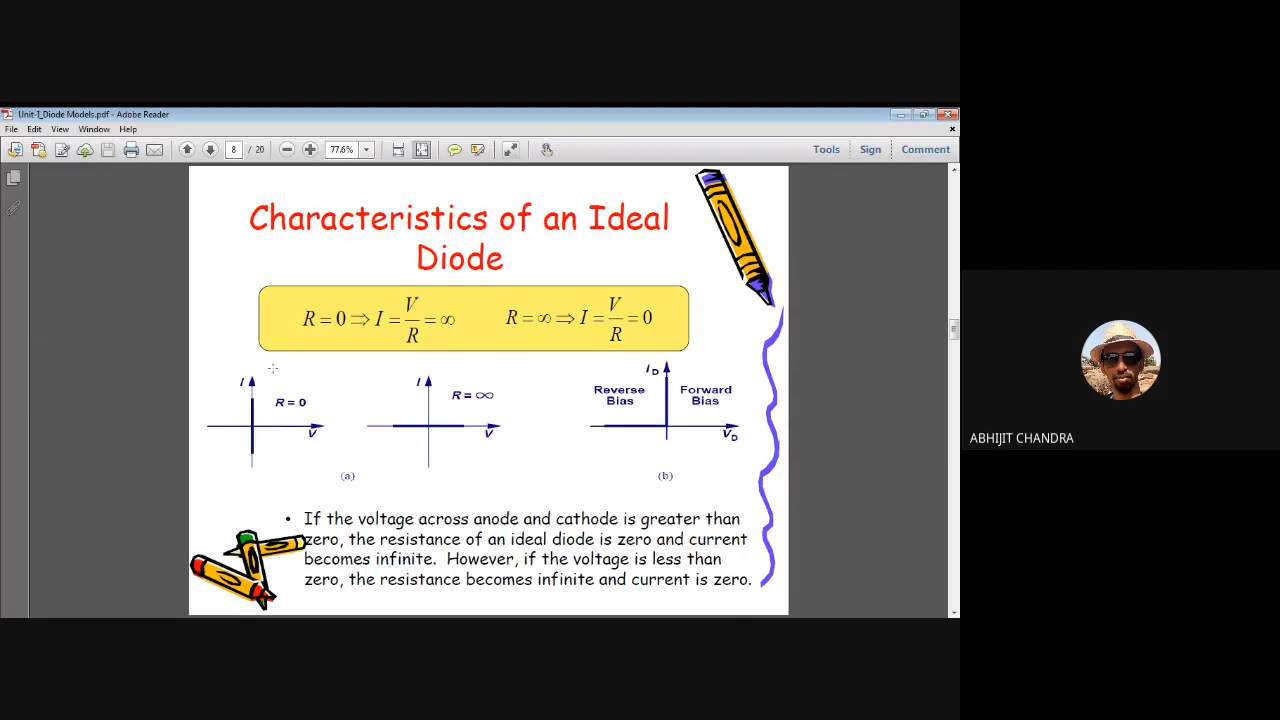 Unit-I_Diode Models.pdf - Adobe Reader
File Edit View Window Help
8 / 20 77.6% Tools Sign Comment
Characteristics of an Ideal
Diode
R = 0 ⇒ I = V/R = ∞ R = ∞ ⇒ I = V/R = 0
I R = 0 V
I R = ∞ V
I_D Reverse Bias Forward Bias V_D
(a) (b)
• If the voltage across anode and cathode is greater than
zero, the resistance of an ideal diode is zero and current
becomes infinite. However, if the voltage is less than
zero, the resistance becomes infinite and current is zero.
ABHIJIT CHANDRA